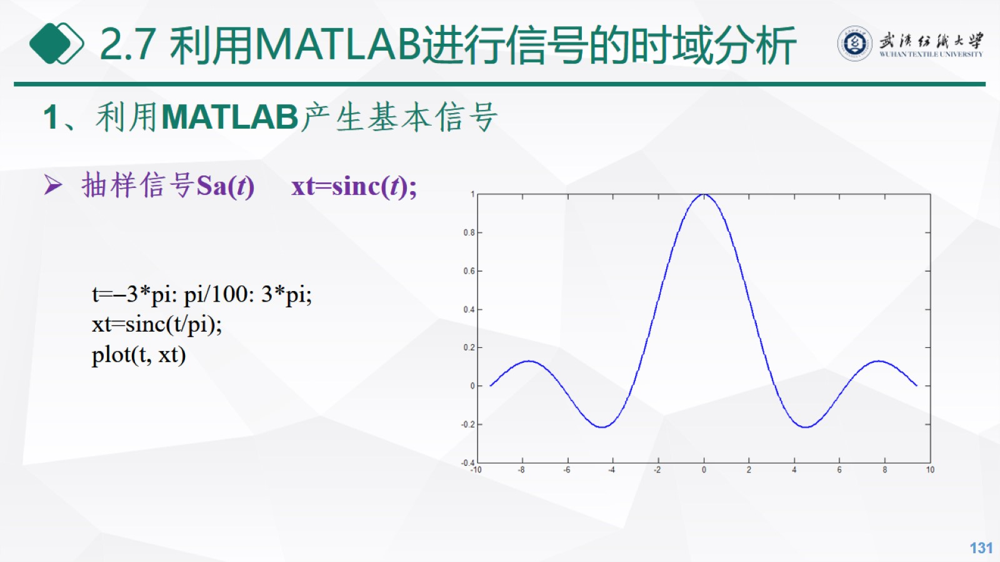 2.7 利用MATLAB进行信号的时域分析
武汉纺织大学
WUHAN TEXTILE UNIVERSITY
1、利用MATLAB产生基本信号
➢ 抽样信号Sa(t) xt=sinc(t);
t=–3*pi: pi/100: 3*pi;
xt=sinc(t/pi);
plot(t, xt)
1
0.8
0.6
0.4
0.2
0
-0.2
-0.4
-10 -8 -6 -4 -2 0 2 4 6 8 10
131